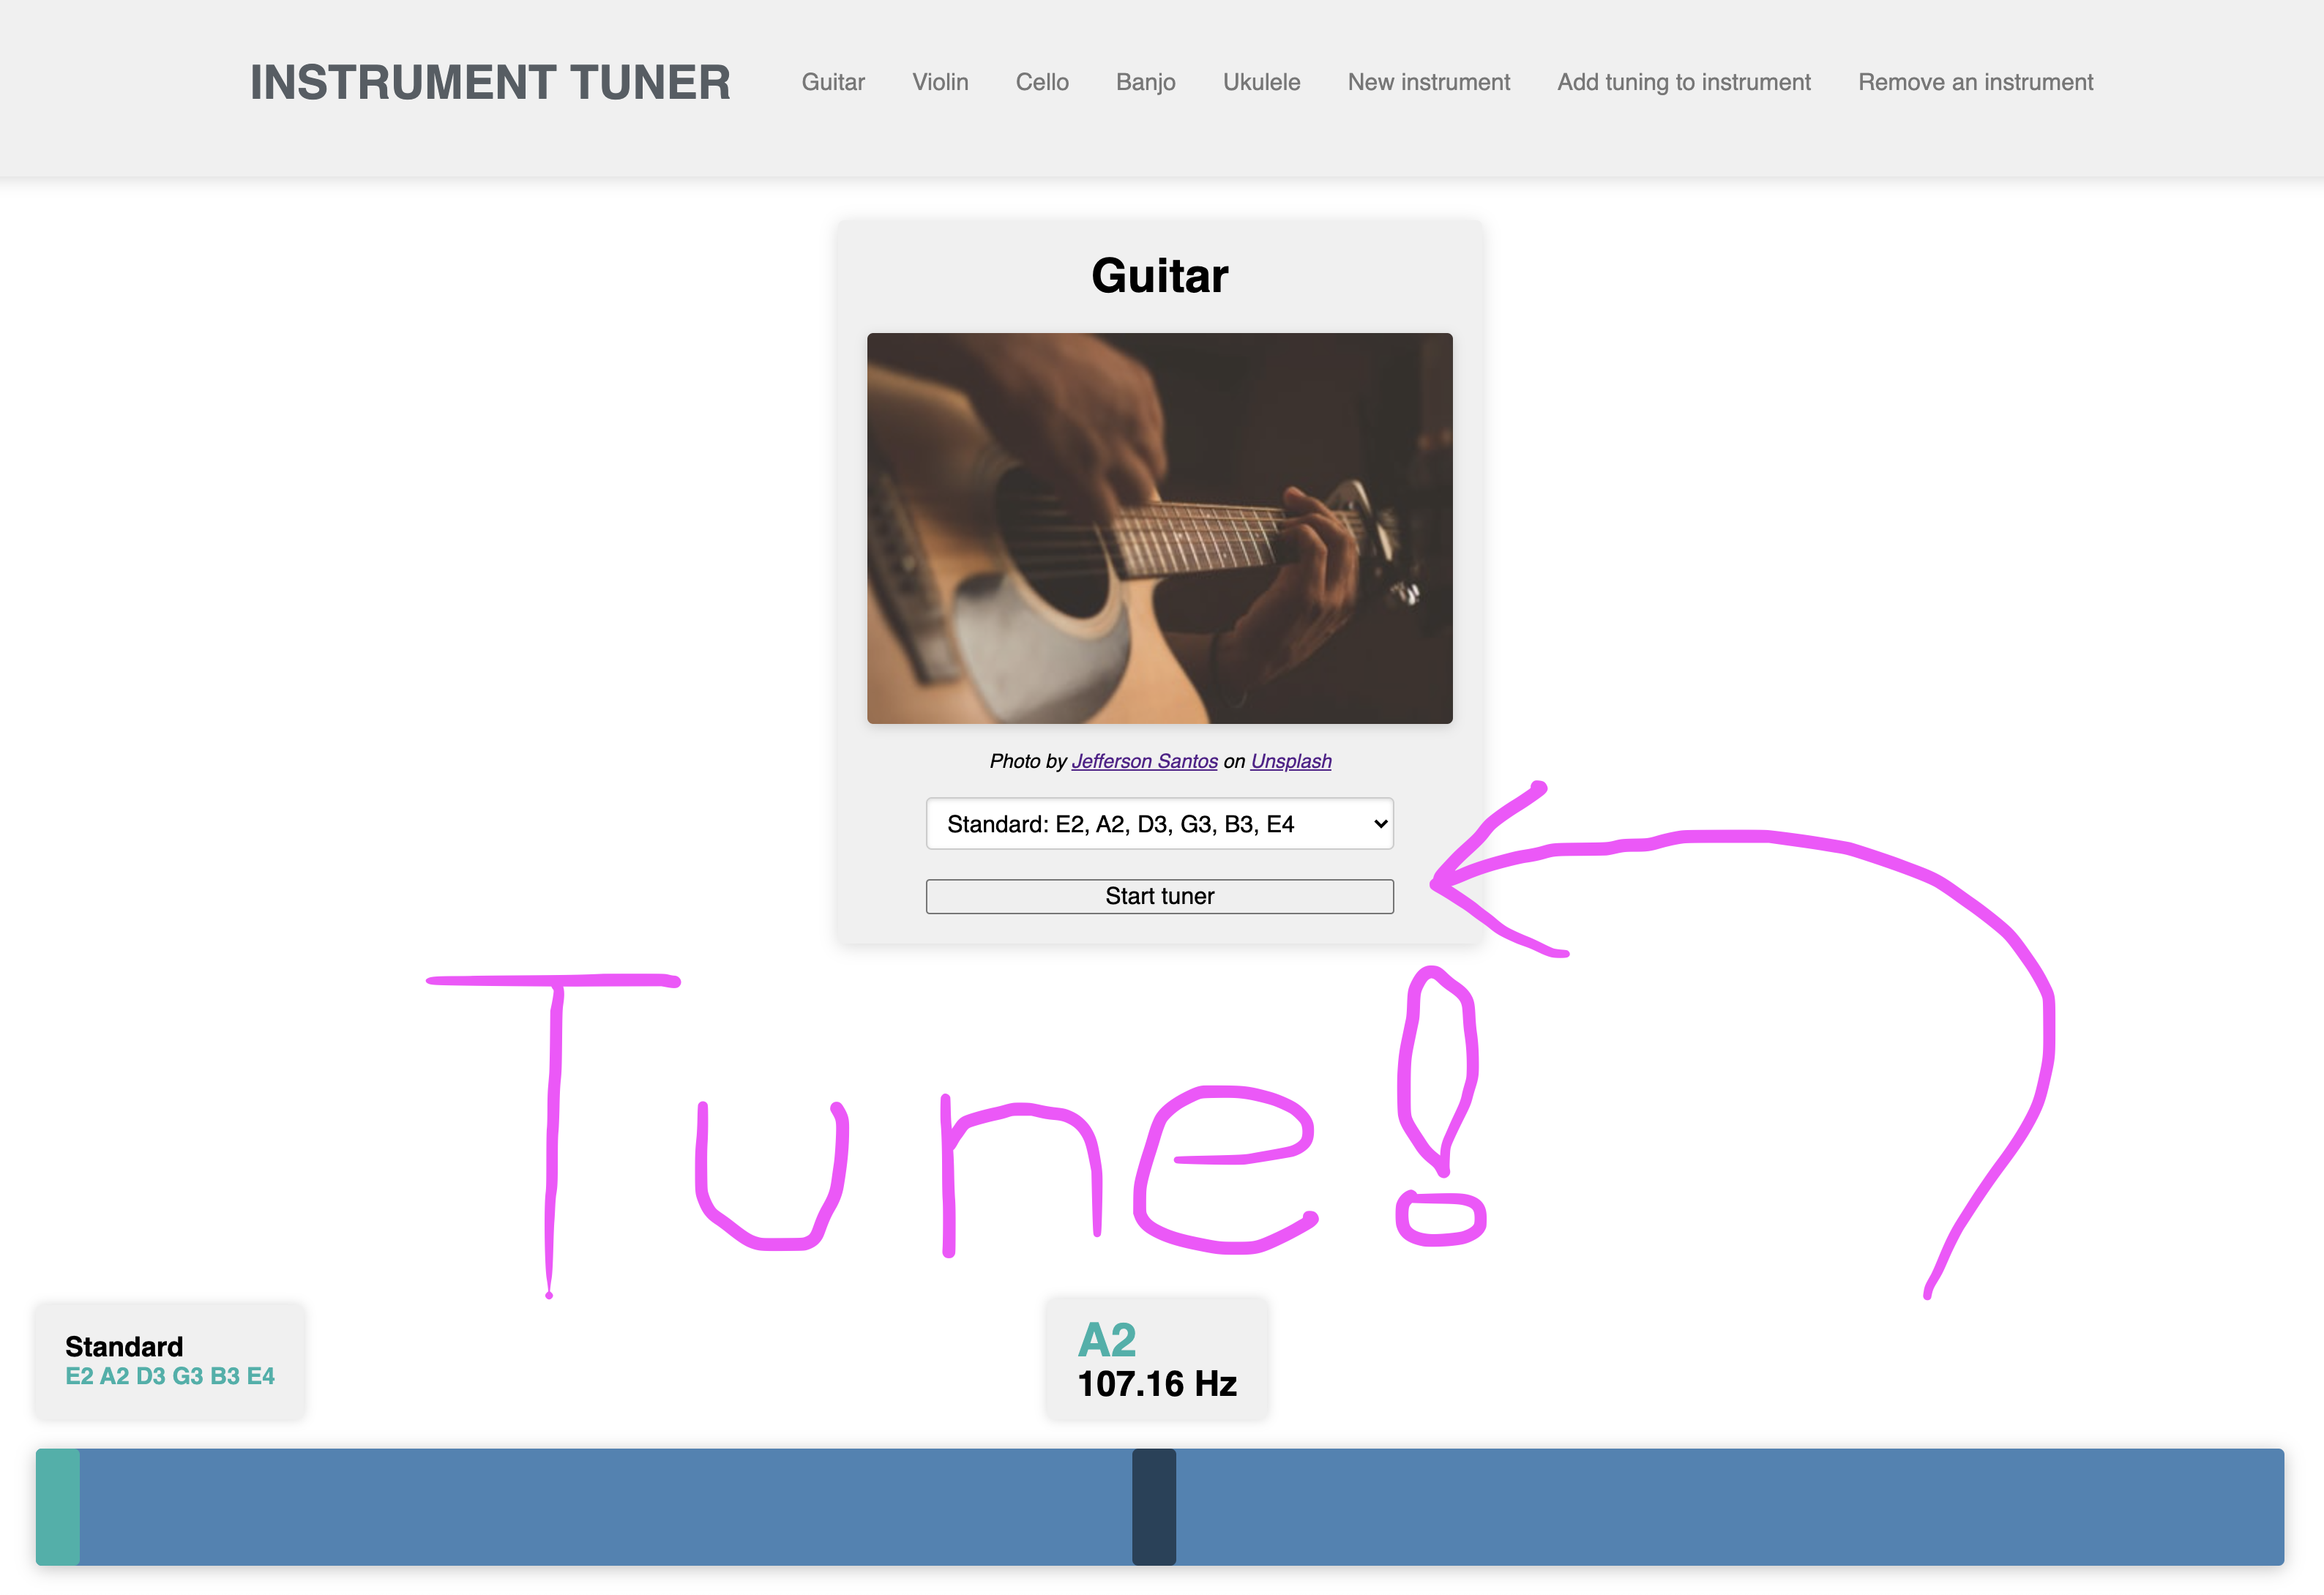 INSTRUMENT TUNER Guitar Violin Cello Banjo Ukulele New instrument Add tuning to instrument Remove an instrument
Guitar
Photo by Jefferson Santos on Unsplash
Standard: E2, A2, D3, G3, B3, E4
Start tuner
Tune!
Standard
E2 A2 D3 G3 B3 E4
A2
107.16 Hz